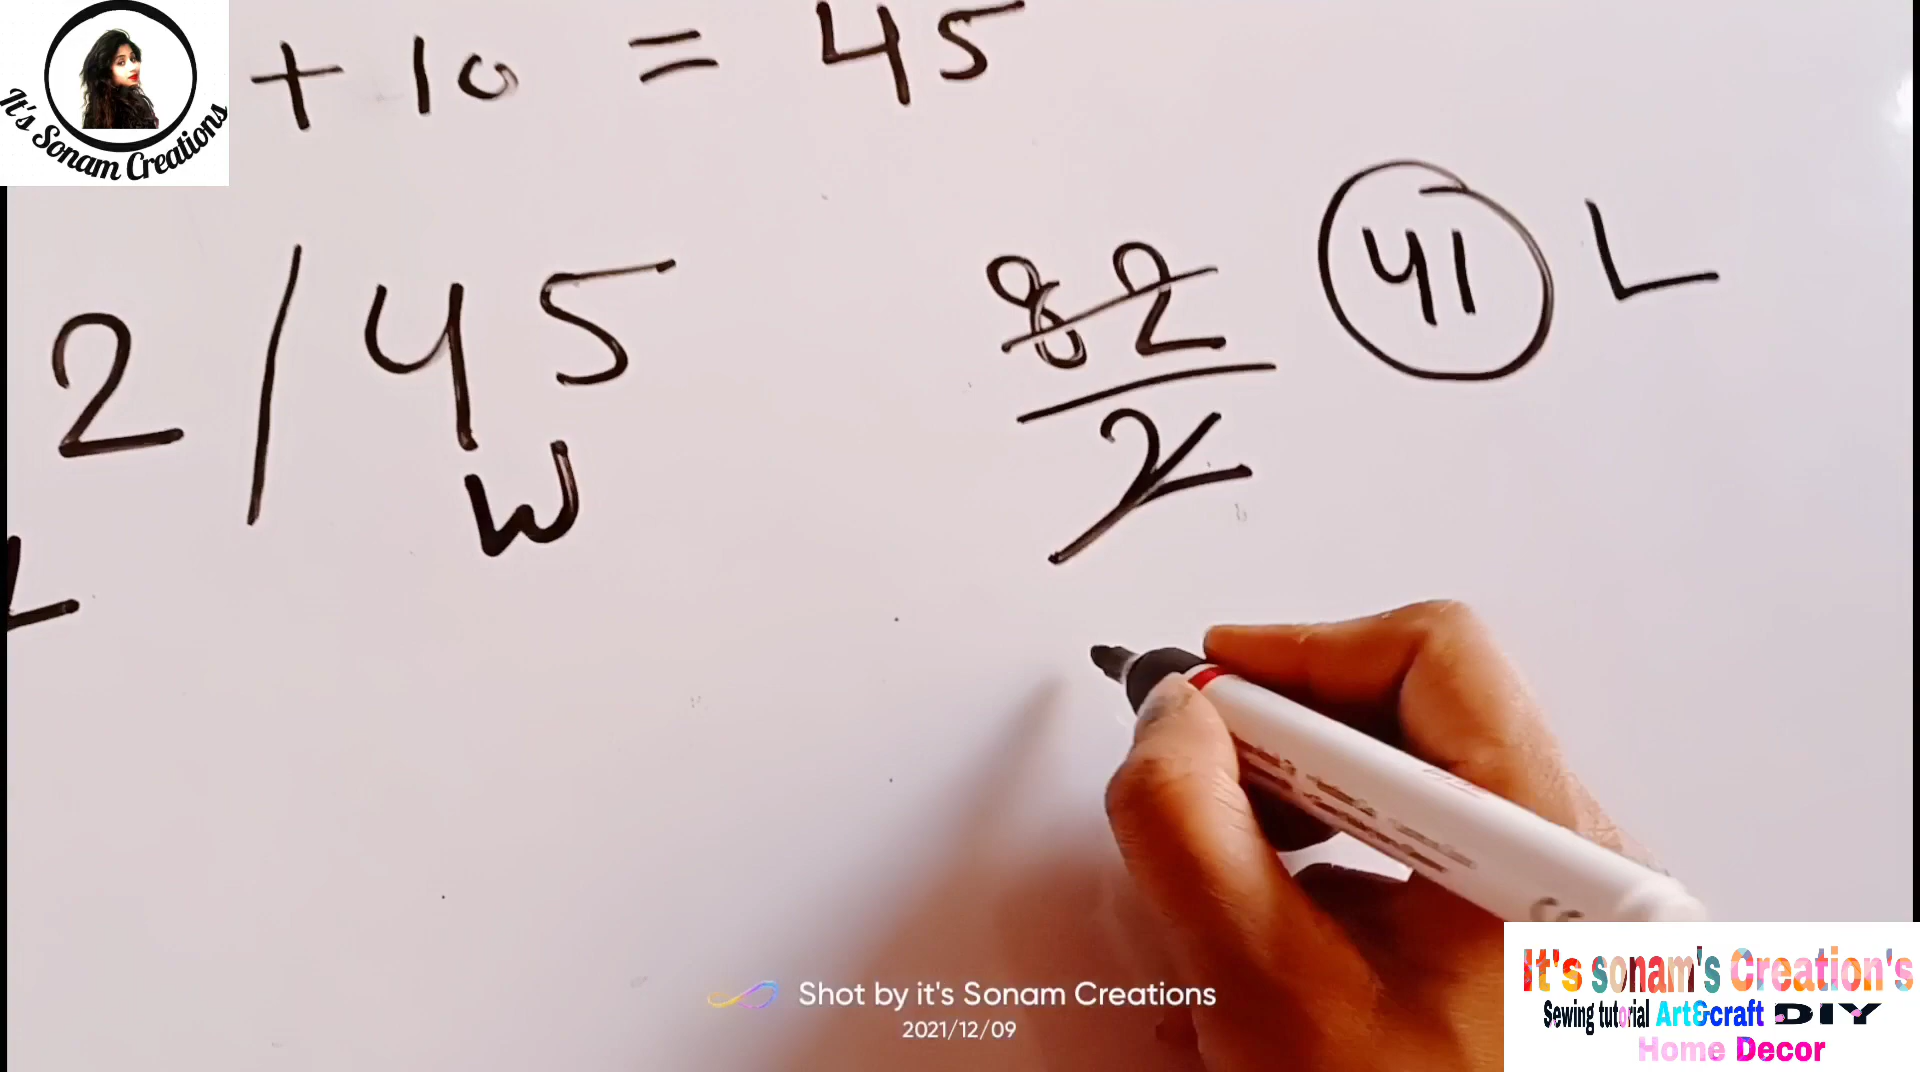 It's Sonam Creations
+ 10 = 45
2 / 45
W
L
82
2
41 L
Shot by it's Sonam Creations
2021/12/09
It's sonam's Creation's
Sewing tutorial Art&craft DIY
Home Decor